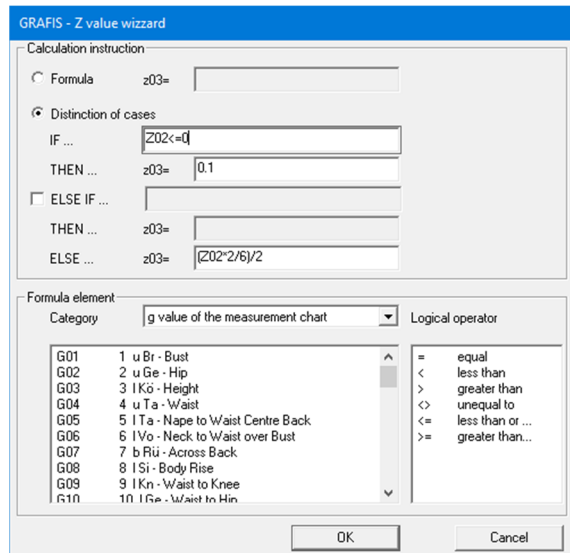 GRAFIS - Z value wizzard
Calculation instruction
Formula z03=
Distinction of cases
IF ... Z02<=0
THEN ... z03= 0.1
ELSE IF ...
THEN ... z03=
ELSE ... z03= (Z02*2/6)/2
Formula element
Category g value of the measurement chart Logical operator
G01 1 u Br - Bust = equal
G02 2 u Ge - Hip < less than
G03 3 l Kö - Height > greater than
G04 4 u Ta - Waist <> unequal to
G05 5 l Ta - Nape to Waist Centre Back <= less than or ...
G06 6 l Vo - Neck to Waist over Bust >= greater than...
G07 7 b Rü - Across Back
G08 8 l Si - Body Rise
G09 9 l Kn - Waist to Knee
G10 10 l Ge - Waist to Hip
OK Cancel